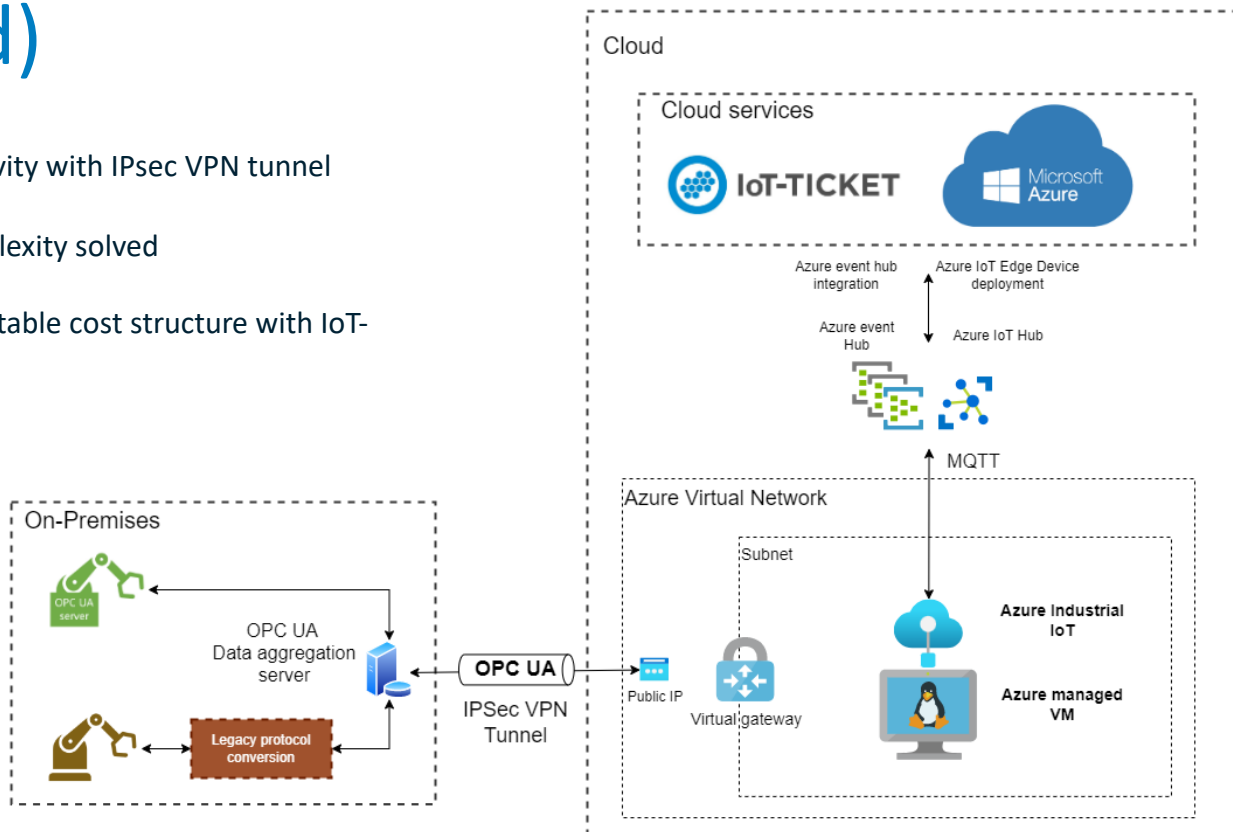 d)
vity with IPsec VPN tunnel
lexity solved
table cost structure with IoT-
Cloud
Cloud services
IoT-TICKET
Microsoft
Azure
Azure event hub
integration
Azure IoT Edge Device
deployment
Azure event
Hub
Azure IoT Hub
MQTT
Azure Virtual Network
Subnet
Azure Industrial
IoT
Azure managed
VM
Public IP
Virtual gateway
On-Premises
OPC UA
server
OPC UA
Data aggregation
server
Legacy protocol
conversion
OPC UA
IPSec VPN
Tunnel